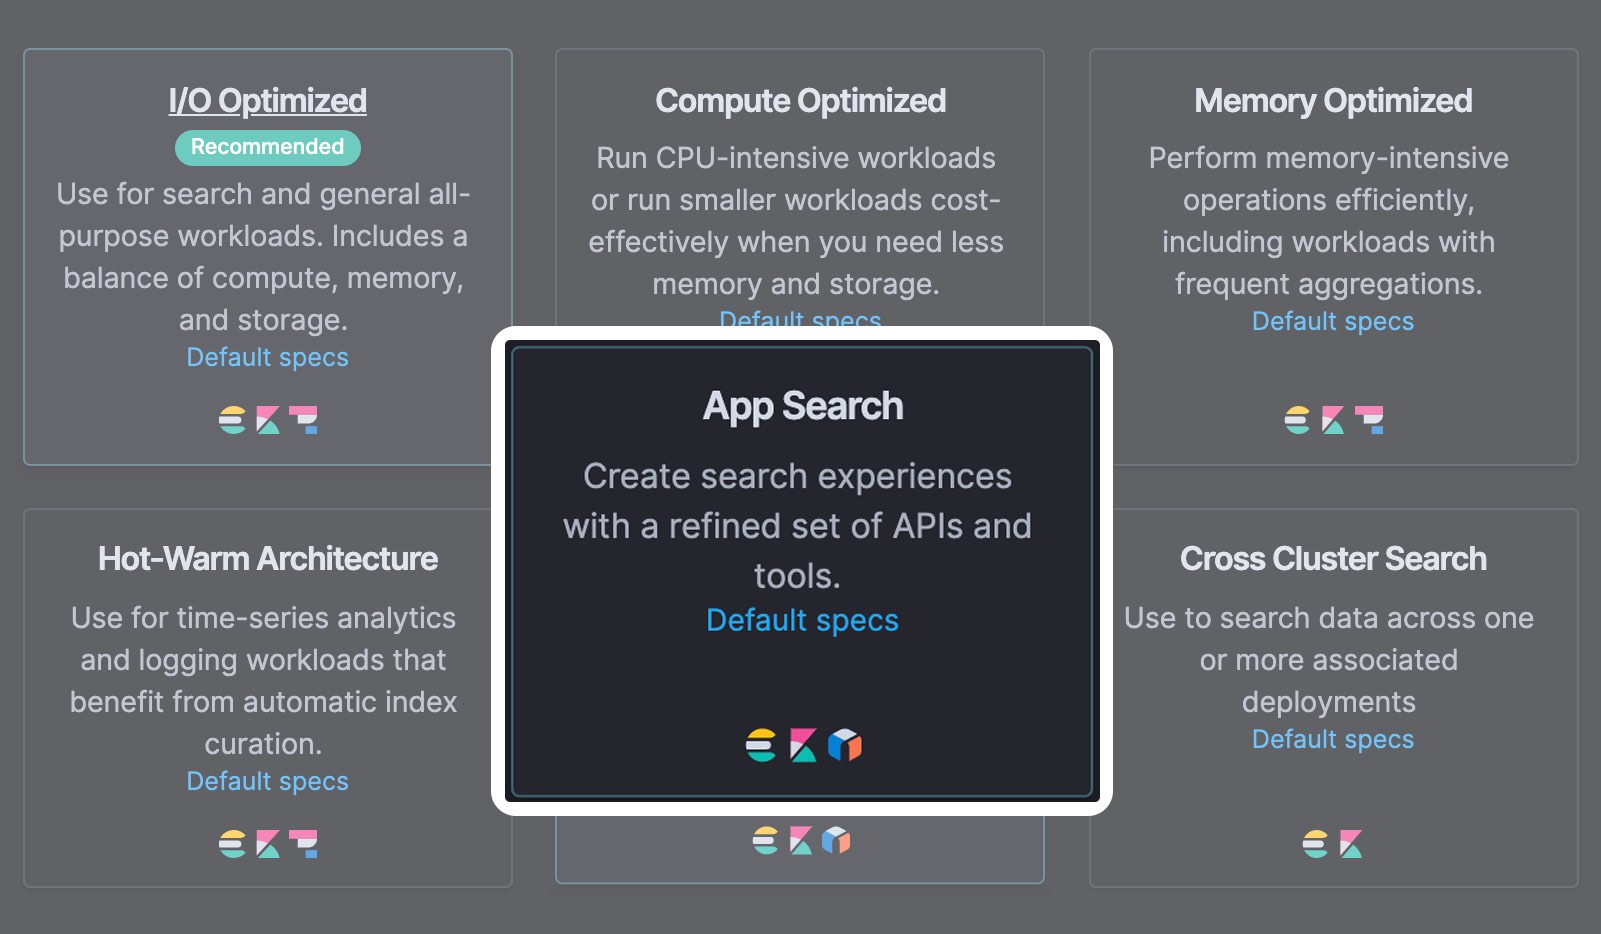 I/O Optimized
Recommended
Use for search and general all-
purpose workloads. Includes a
balance of compute, memory,
and storage.
Default specs
Compute Optimized
Run CPU-intensive workloads
or run smaller workloads cost-
effectively when you need less
memory and storage.
Default specs
Memory Optimized
Perform memory-intensive
operations efficiently,
including workloads with
frequent aggregations.
Default specs
Hot-Warm Architecture
Use for time-series analytics
and logging workloads that
benefit from automatic index
curation.
Default specs
App Search
Create search experiences
with a refined set of APIs and
tools.
Default specs
Cross Cluster Search
Use to search data across one
or more associated
deployments
Default specs